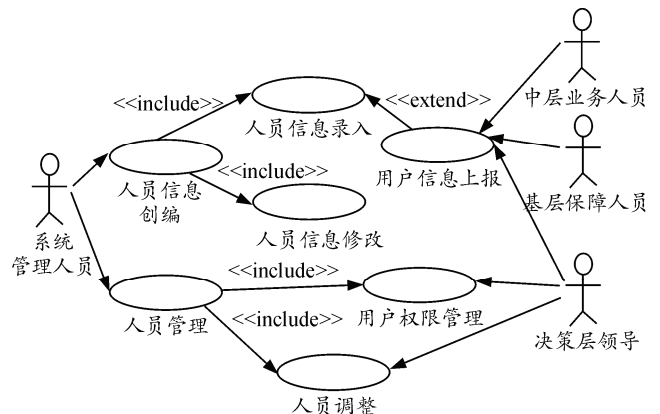 中层业务人员
<<include>>
<<extend>>
人员信息录入
<<include>>
用户信息上报
基层保障人员
人员信息
创编
系统
管理人员
人员信息修改
<<include>>
人员管理
<<include>>
用户权限管理
决策层领导
人员调整